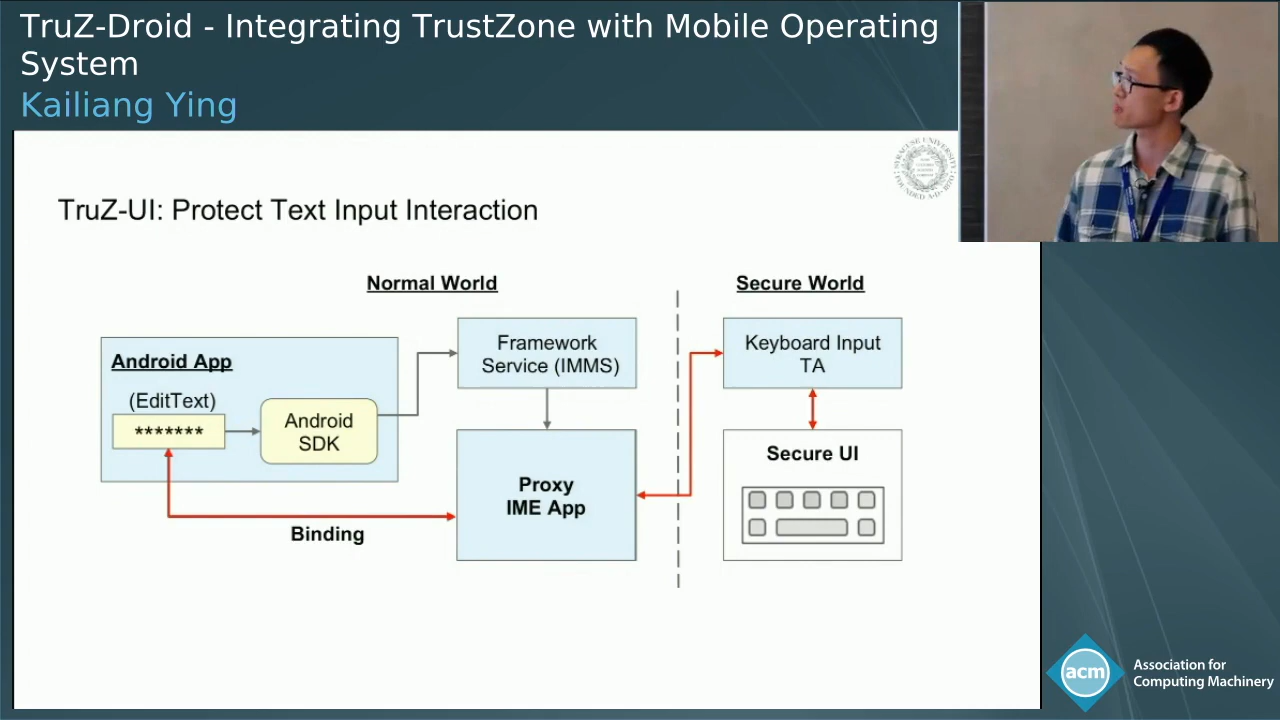 TruZ-Droid - Integrating TrustZone with Mobile Operating
System
Kailiang Ying
TruZ-UI: Protect Text Input Interaction
Normal World
Secure World
Android App
(EditText)
*******
Android
SDK
Framework
Service (IMMS)
Keyboard Input
TA
Proxy
IME App
Secure UI
Binding
SYRACUSE UNIVERSITY
acm
Association for
Computing Machinery